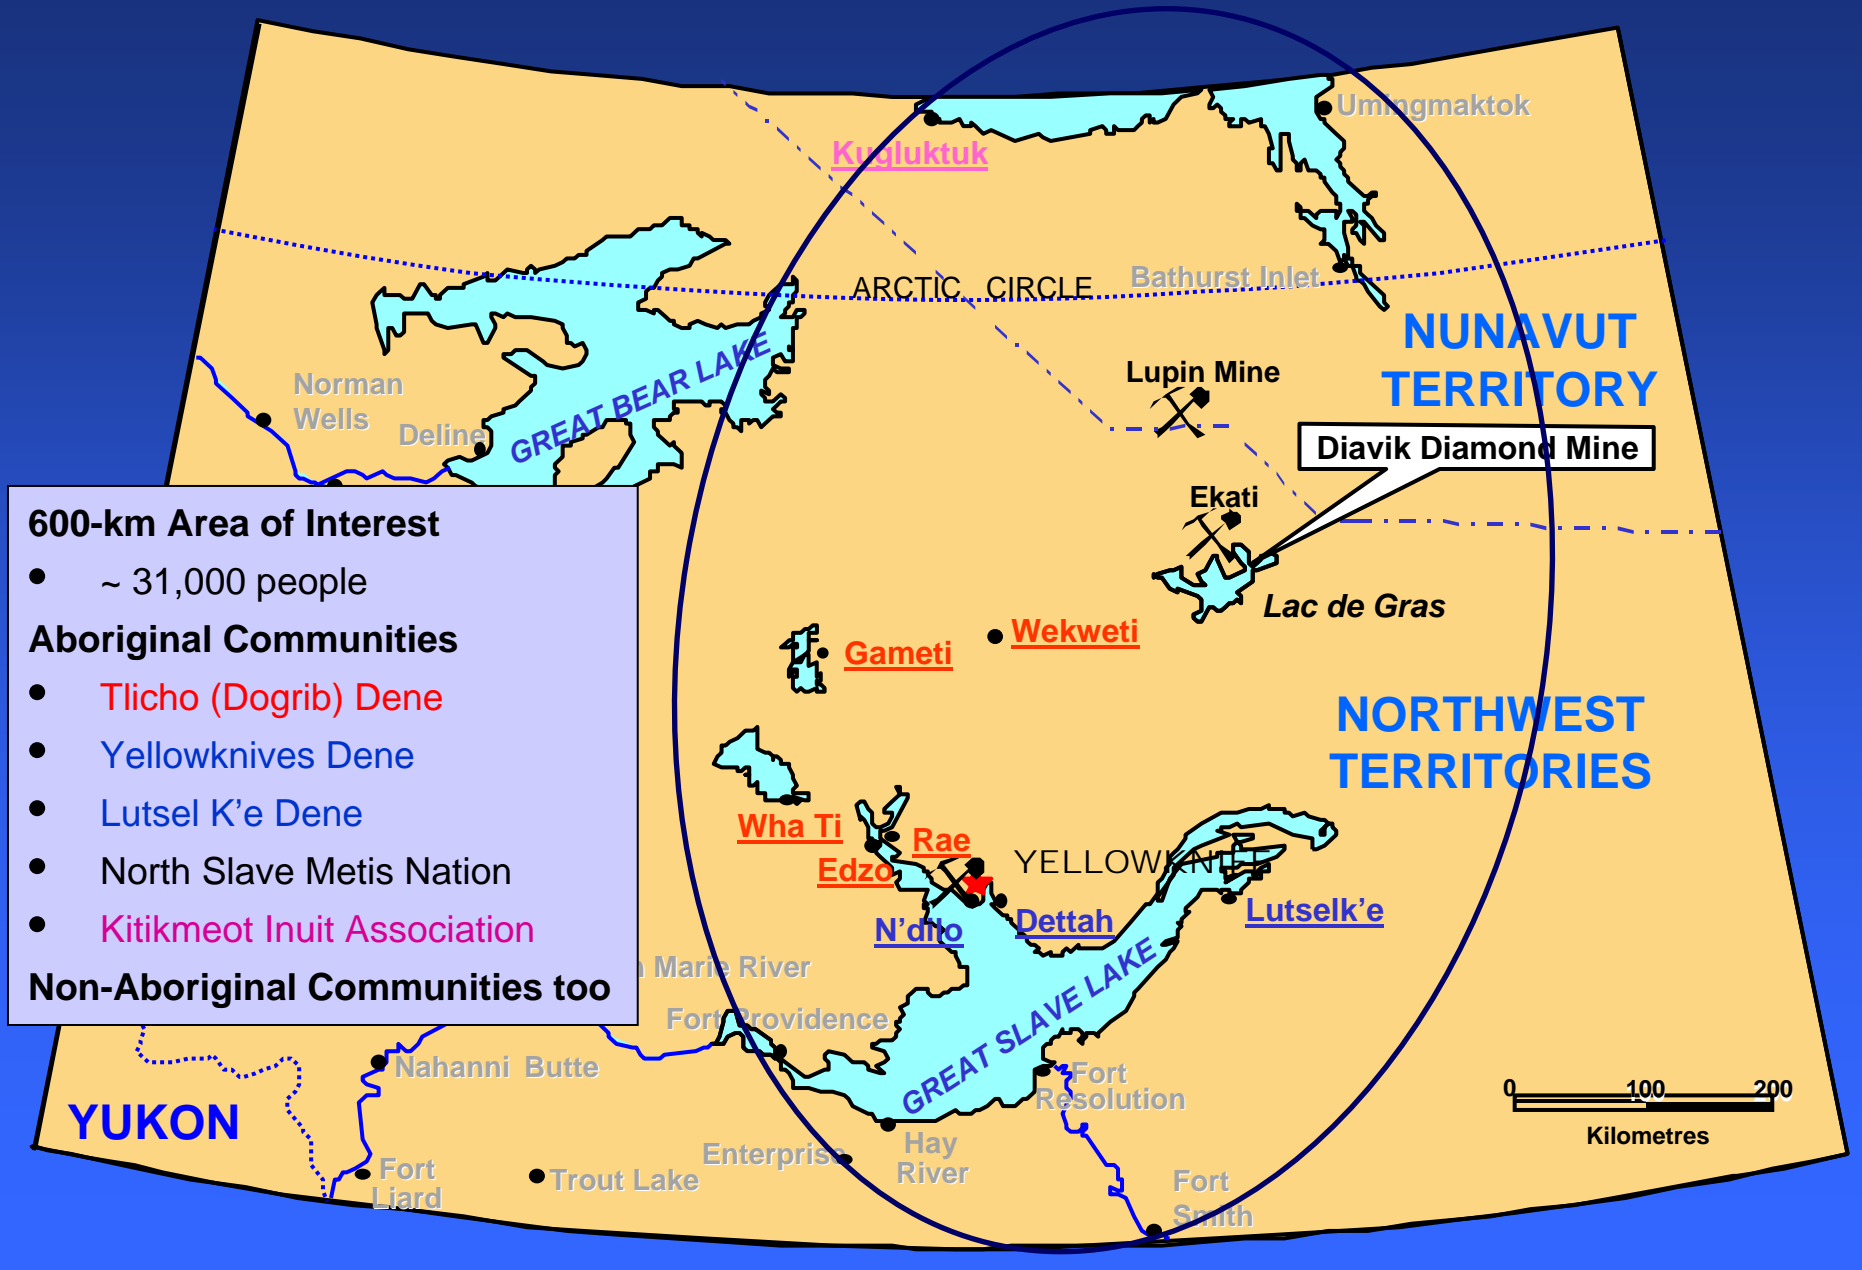 Umingmaktok
Kugluktuk
ARCTIC CIRCLE
Bathurst Inlet
NUNAVUT
TERRITORY
GREAT BEAR LAKE
Norman
Wells
Deline
Lupin Mine
Diavik Diamond Mine
Ekati
Lac de Gras
600-km Area of Interest
• ~ 31,000 people
Aboriginal Communities
• Tlicho (Dogrib) Dene
• Yellowknives Dene
• Lutsel K'e Dene
• North Slave Metis Nation
• Kitikmeot Inuit Association
Non-Aboriginal Communities too
Wekweti
Gameti
NORTHWEST
TERRITORIES
Wha Ti
Rae
Edzo
YELLOWKNIFE
N'dilo
Dettah
Lutselk'e
Marie River
Fort Providence
GREAT SLAVE LAKE
Nahanni Butte
Fort
Resolution
YUKON
0 100 200
Kilometres
Enterprise
Hay
River
Fort
Liard
Trout Lake
Fort
Smith